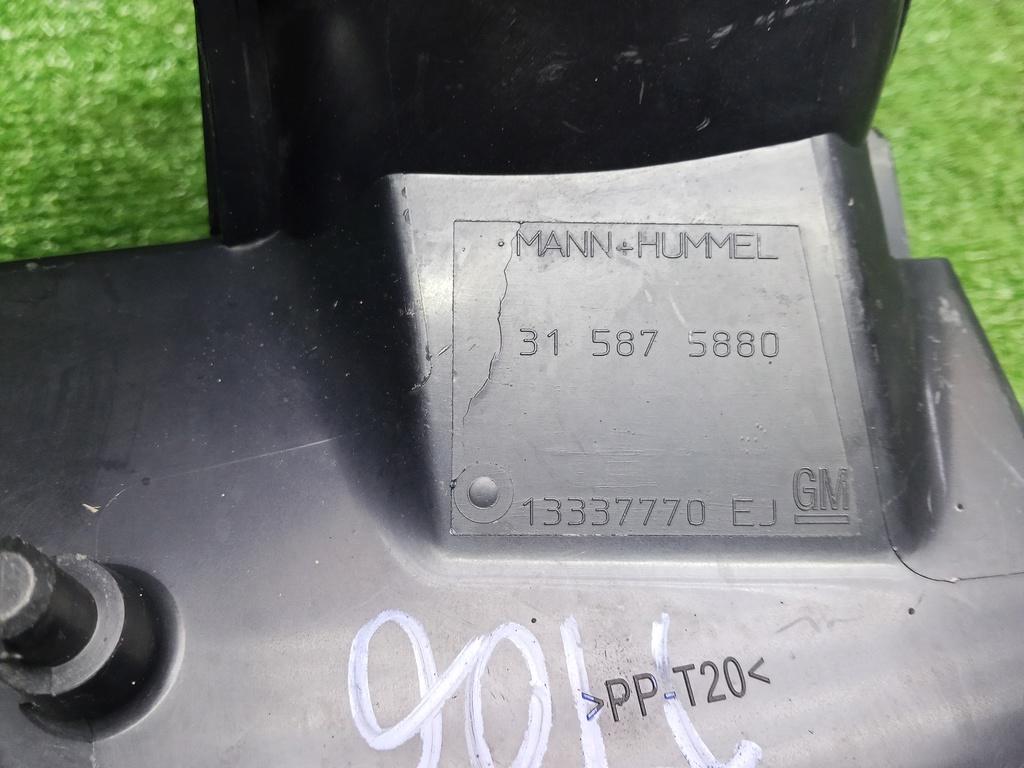 MANN+HUMMEL
31 587 5880
13337770 EJ GM
>PP-T20<